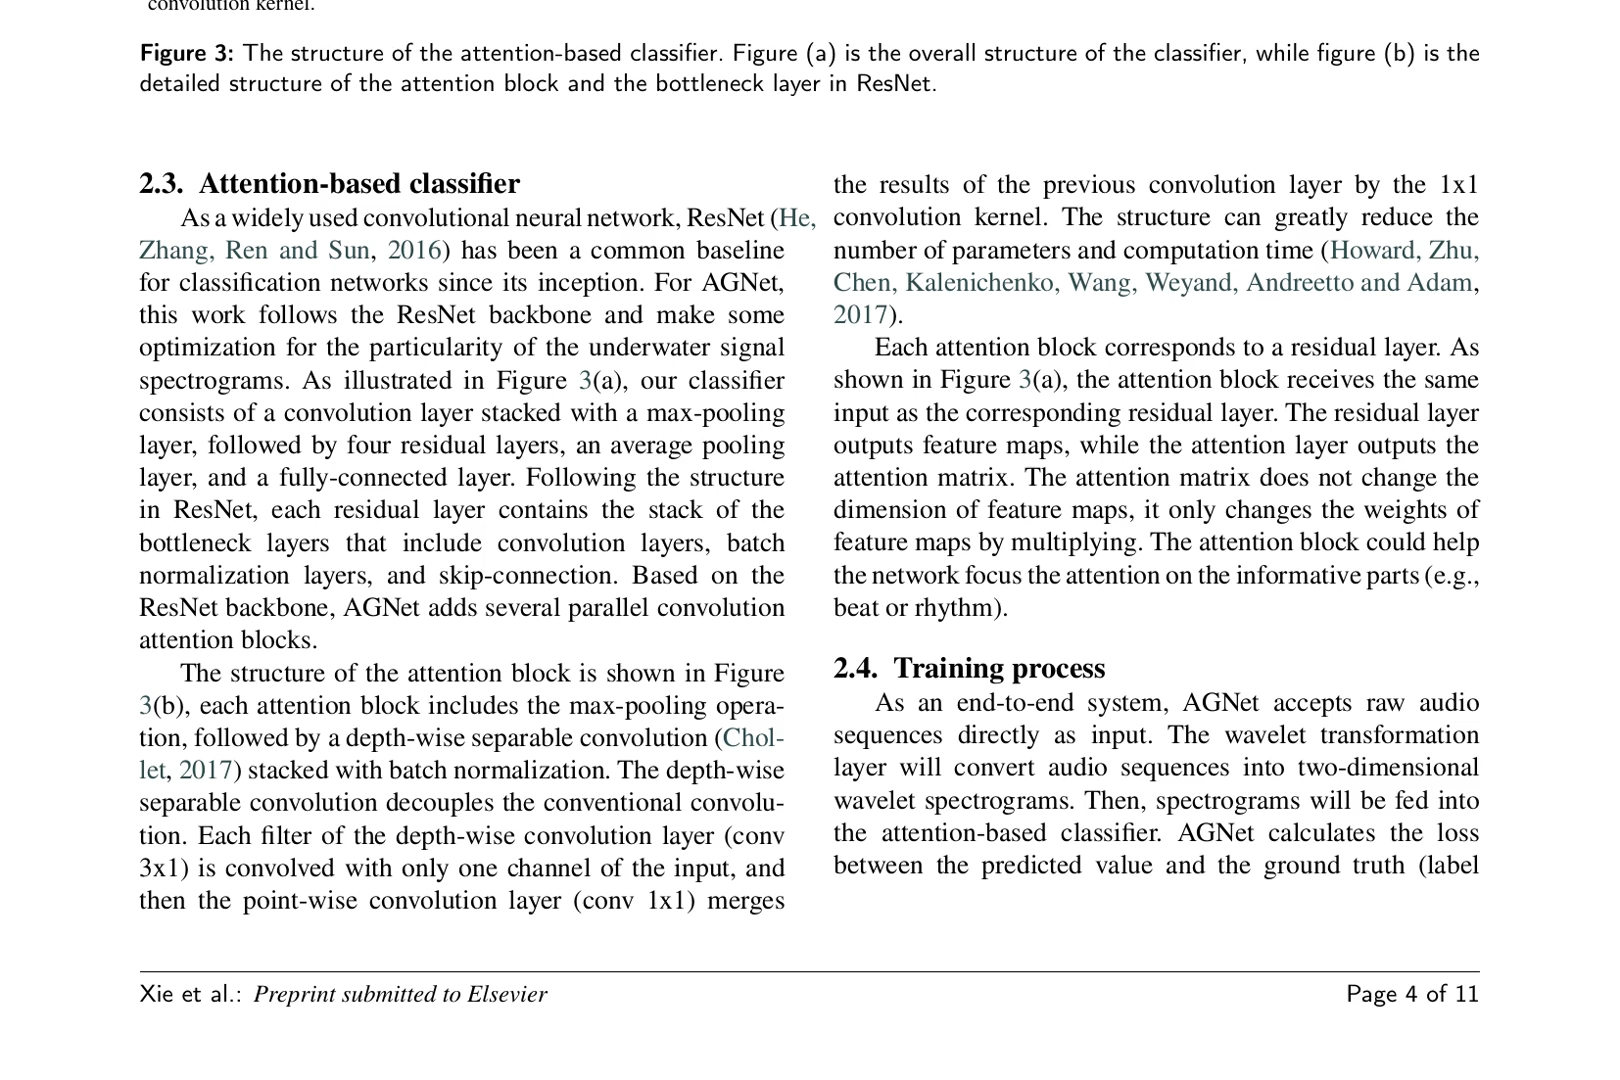 convolution kernel.
Figure 3: The structure of the attention-based classifier. Figure (a) is the overall structure of the classifier, while figure (b) is the
detailed structure of the attention block and the bottleneck layer in ResNet.
2.3. Attention-based classifier
As a widely used convolutional neural network, ResNet (He,
Zhang, Ren and Sun, 2016) has been a common baseline
for classification networks since its inception. For AGNet,
this work follows the ResNet backbone and make some
optimization for the particularity of the underwater signal
spectrograms. As illustrated in Figure 3(a), our classifier
consists of a convolution layer stacked with a max-pooling
layer, followed by four residual layers, an average pooling
layer, and a fully-connected layer. Following the structure
in ResNet, each residual layer contains the stack of the
bottleneck layers that include convolution layers, batch
normalization layers, and skip-connection. Based on the
ResNet backbone, AGNet adds several parallel convolution
attention blocks.
The structure of the attention block is shown in Figure
3(b), each attention block includes the max-pooling opera-
tion, followed by a depth-wise separable convolution (Chol-
let, 2017) stacked with batch normalization. The depth-wise
separable convolution decouples the conventional convolu-
tion. Each filter of the depth-wise convolution layer (conv
3x1) is convolved with only one channel of the input, and
then the point-wise convolution layer (conv 1x1) merges
the results of the previous convolution layer by the 1x1
convolution kernel. The structure can greatly reduce the
number of parameters and computation time (Howard, Zhu,
Chen, Kalenichenko, Wang, Weyand, Andreetto and Adam,
2017).
Each attention block corresponds to a residual layer. As
shown in Figure 3(a), the attention block receives the same
input as the corresponding residual layer. The residual layer
outputs feature maps, while the attention layer outputs the
attention matrix. The attention matrix does not change the
dimension of feature maps, it only changes the weights of
feature maps by multiplying. The attention block could help
the network focus the attention on the informative parts (e.g.,
beat or rhythm).
2.4. Training process
As an end-to-end system, AGNet accepts raw audio
sequences directly as input. The wavelet transformation
layer will convert audio sequences into two-dimensional
wavelet spectrograms. Then, spectrograms will be fed into
the attention-based classifier. AGNet calculates the loss
between the predicted value and the ground truth (label
Xie et al.: Preprint submitted to Elsevier
Page 4 of 11